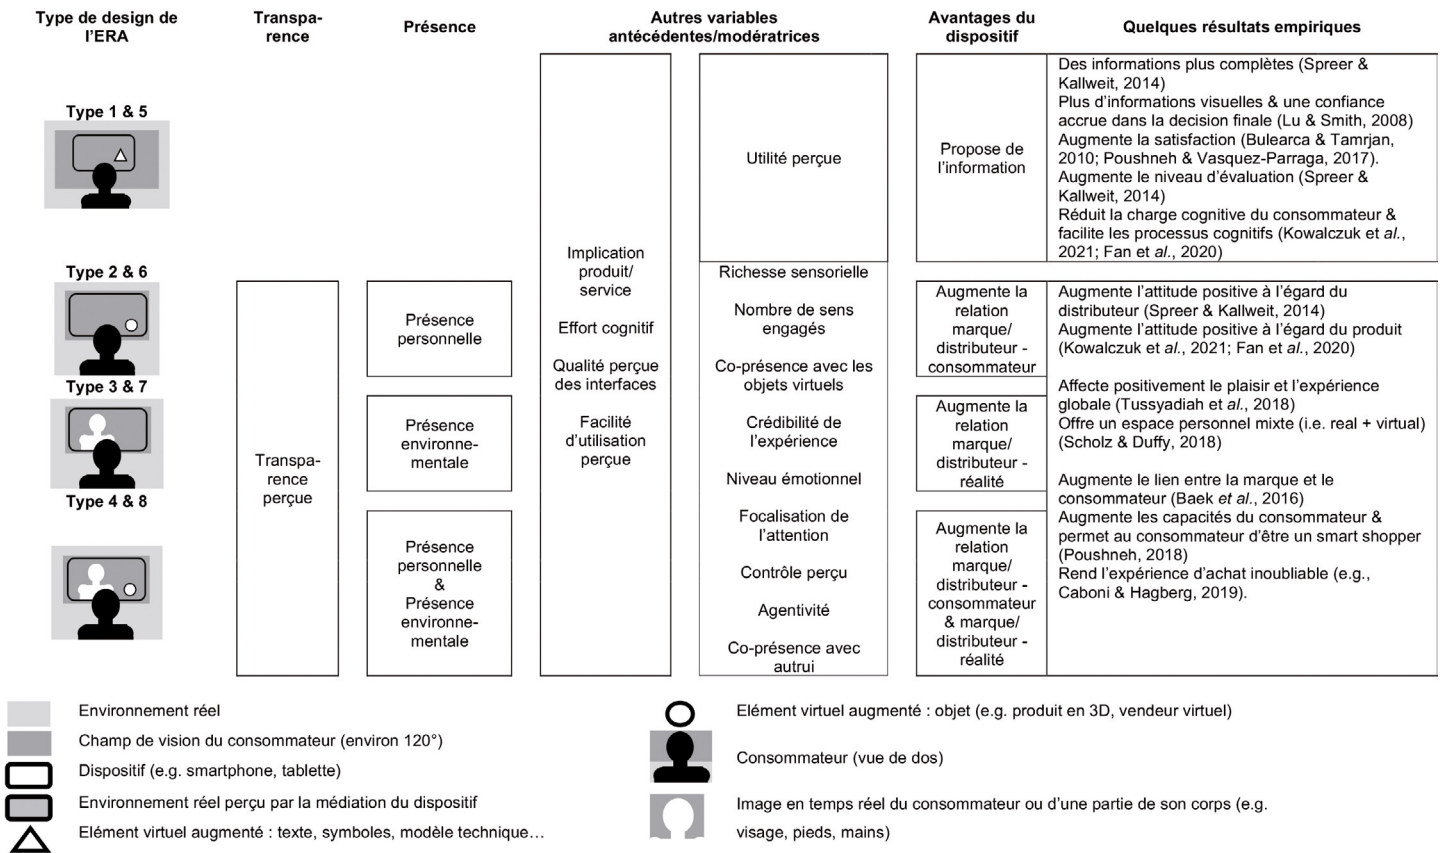 Type de design de
l'ERA
Transpa-
rence
Présence
Autres variables
antécédentes/modératrices
Avantages du
dispositif
Quelques résultats empiriques
Type 1 & 5
Type 2 & 6
Type 3 & 7
Type 4 & 8
Transpa-
rence
perçue
Présence
personnelle
Présence
environne-
mentale
Présence
personnelle
&
Présence
environne-
mentale
Implication
produit/
service
Effort cognitif
Qualité perçue
des interfaces
Facilité
d'utilisation
perçue
Utilité perçue
Richesse sensorielle
Nombre de sens
engagés
Co-présence avec les
objets virtuels
Crédibilité de
l'expérience
Niveau émotionnel
Focalisation de
l'attention
Contrôle perçu
Agentivité
Co-présence avec
autrui
Propose de
l'information
Augmente la
relation
marque/
distributeur -
consommateur
Augmente la
relation
marque/
distributeur -
réalité
Augmente la
relation
marque/
distributeur -
consommateur
& marque/
distributeur -
réalité
Des informations plus complètes (Spreer &
Kallweit, 2014)
Plus d'informations visuelles & une confiance
accrue dans la decision finale (Lu & Smith, 2008)
Augmente la satisfaction (Bulearca & Tamrjan,
2010; Poushneh & Vasquez-Parraga, 2017).
Augmente le niveau d'évaluation (Spreer &
Kallweit, 2014)
Réduit la charge cognitive du consommateur &
facilite les processus cognitifs (Kowalczuk et al.,
2021; Fan et al., 2020)
Augmente l'attitude positive à l'égard du
distributeur (Spreer & Kallweit, 2014)
Augmente l'attitude positive à l'égard du produit
(Kowalczuk et al., 2021; Fan et al., 2020)
Affecte positivement le plaisir et l'expérience
globale (Tussyadiah et al., 2018)
Offre un espace personnel mixte (i.e. real + virtual)
(Scholz & Duffy, 2018)
Augmente le lien entre la marque et le
consommateur (Baek et al., 2016)
Augmente les capacités du consommateur &
permet au consommateur d'être un smart shopper
(Poushneh, 2018)
Rend l'expérience d'achat inoubliable (e.g.,
Caboni & Hagberg, 2019).
Environnement réel
Champ de vision du consommateur (environ 120°)
Dispositif (e.g. smartphone, tablette)
Environnement réel perçu par la médiation du dispositif
Elément virtuel augmenté : texte, symboles, modèle technique…
Elément virtuel augmenté : objet (e.g. produit en 3D, vendeur virtuel)
Consommateur (vue de dos)
Image en temps réel du consommateur ou d'une partie de son corps (e.g.
visage, pieds, mains)